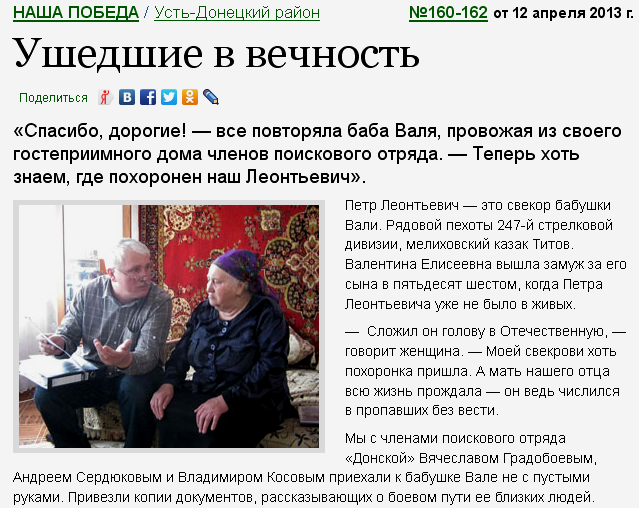 НАША ПОБЕДА / Усть-Донецкий район №160-162 от 12 апреля 2013 г.
Ушедшие в вечность
Поделиться
«Спасибо, дорогие! — все повторяла баба Валя, провожая из своего
гостеприимного дома членов поискового отряда. — Теперь хоть
знаем, где похоронен наш Леонтьевич».
Петр Леонтьевич — это свекор бабушки
Вали. Рядовой пехоты 247-й стрелковой
дивизии, мелиховский казак Титов.
Валентина Елисеевна вышла замуж за его
сына в пятьдесят шестом, когда Петра
Леонтьевича уже не было в живых.
— Сложил он голову в Отечественную, —
говорит женщина. — Моей свекрови хоть
похоронка пришла. А мать нашего отца
всю жизнь прождала — он ведь числился
в пропавших без вести.
Мы с членами поискового отряда
«Донской» Вячеславом Градобоевым,
Андреем Сердюковым и Владимиром Косовым приехали к бабушке Вале не с пустыми
руками. Привезли копии документов, рассказывающих о боевом пути ее близких людей.